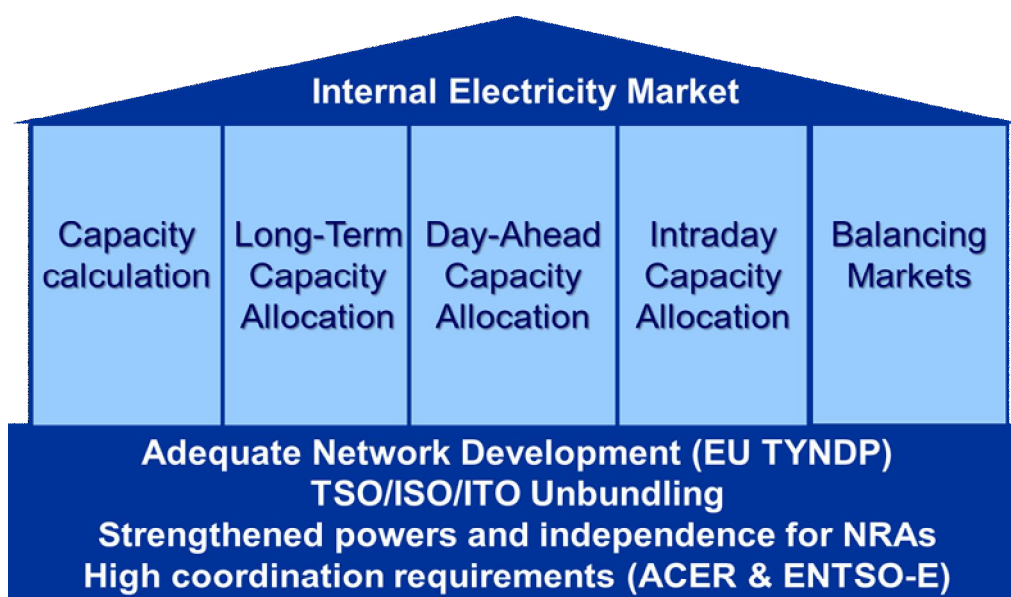 Internal Electricity Market
Capacity
calculation
Long-Term
Capacity
Allocation
Day-Ahead
Capacity
Allocation
Intraday
Capacity
Allocation
Balancing
Markets
Adequate Network Development (EU TYNDP)
TSO/ISO/ITO Unbundling
Strengthened powers and independence for NRAs
High coordination requirements (ACER & ENTSO-E)